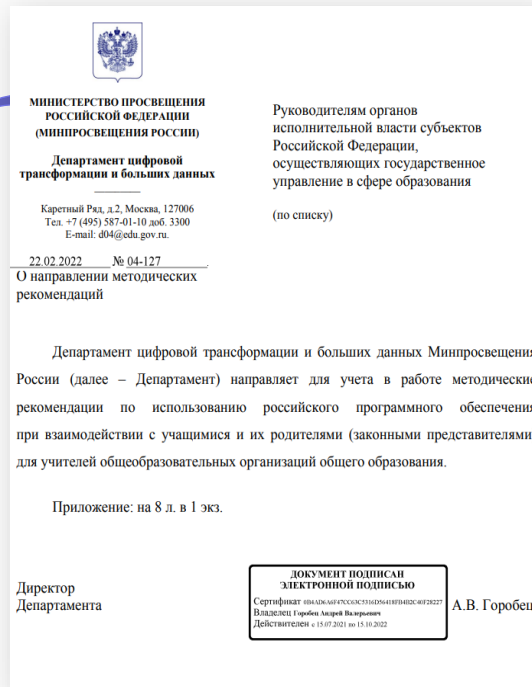 МИНИСТЕРСТВО ПРОСВЕЩЕНИЯ
РОССИЙСКОЙ ФЕДЕРАЦИИ
(МИНПРОСВЕЩЕНИЯ РОССИИ)
Департамент цифровой
трансформации и больших данных
Каретный Ряд, д.2, Москва, 127006
Тел. +7 (495) 587-01-10 доб. 3300
E-mail: d04@edu.gov.ru.
22.02.2022 № 04-127
О направлении методических
рекомендаций
Руководителям органов
исполнительной власти субъектов
Российской Федерации,
осуществляющих государственное
управление в сфере образования
(по списку)
Департамент цифровой трансформации и больших данных Минпросвещения
России (далее – Департамент) направляет для учета в работе методические
рекомендации по использованию российского программного обеспечения
при взаимодействии с учащимися и их родителями (законными представителями
для учителей общеобразовательных организаций общего образования.
Приложение: на 8 л. в 1 экз.
Директор
Департамента
ДОКУМЕНТ ПОДПИСАН
ЭЛЕКТРОННОЙ ПОДПИСЬЮ
Сертификат
Владелец Горобец Андрей Валерьевич
Действителен с 15.07.2021 по 15.10.2022
А.В. Горобец